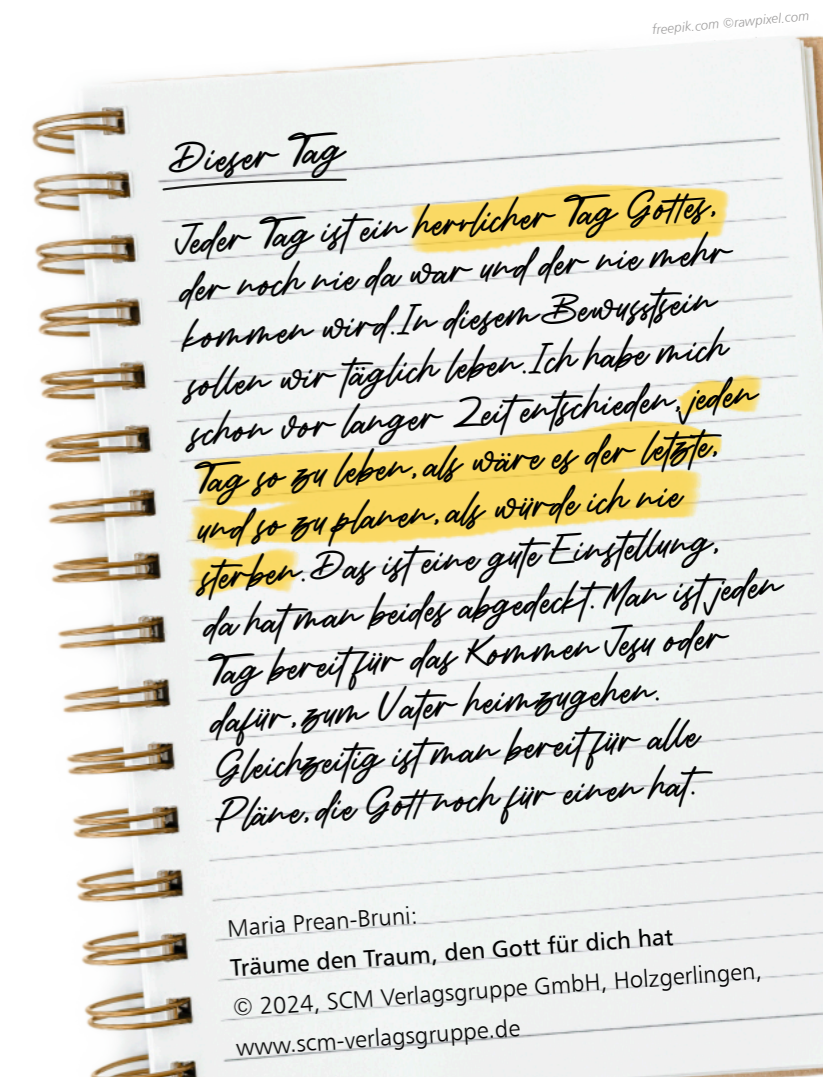 freepik.com ©rawpixel.com
Dieser Tag
Jeder Tag ist ein herrlicher Tag Gottes,
der noch nie da war und der nie mehr
kommen wird. In diesem Bewusstsein
sollen wir täglich leben. Ich habe mich
schon vor langer Zeit entschieden, jeden
Tag so zu leben, als wäre es der letzte,
und so zu planen, als würde ich nie
sterben. Das ist eine gute Einstellung,
da hat man beides abgedeckt. Man ist jeden
Tag bereit für das Kommen Jesu oder
dafür, zum Vater heimzugehen.
Gleichzeitig ist man bereit für alle
Pläne, die Gott noch für einen hat.
Maria Prean-Bruni:
Träume den Traum, den Gott für dich hat
© 2024, SCM Verlagsgruppe GmbH, Holzgerlingen,
www.scm-verlagsgruppe.de